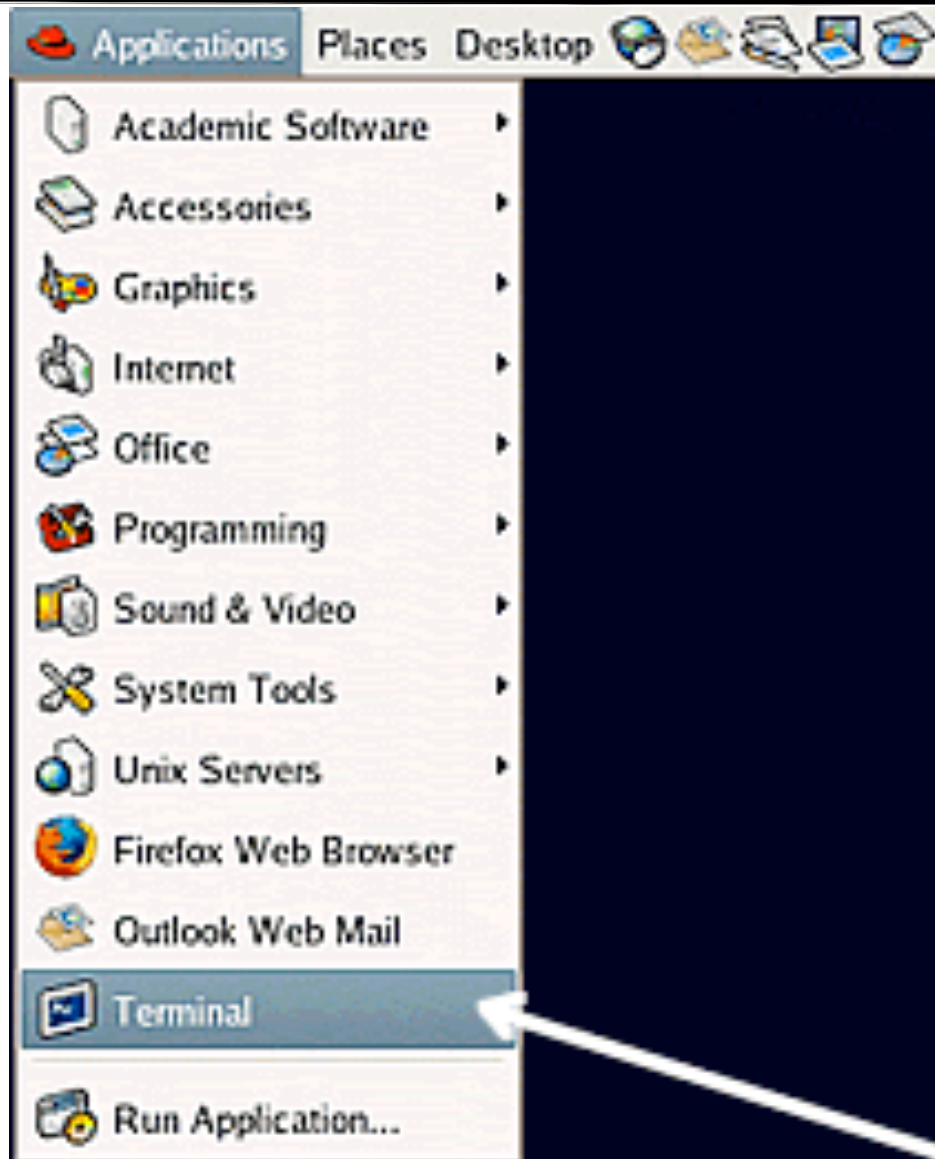 Applications Places Desktop
Academic Software
Accessories
Graphics
Internet
Office
Programming
Sound & Video
System Tools
Unix Servers
Firefox Web Browser
Outlook Web Mail
Terminal
Run Application...